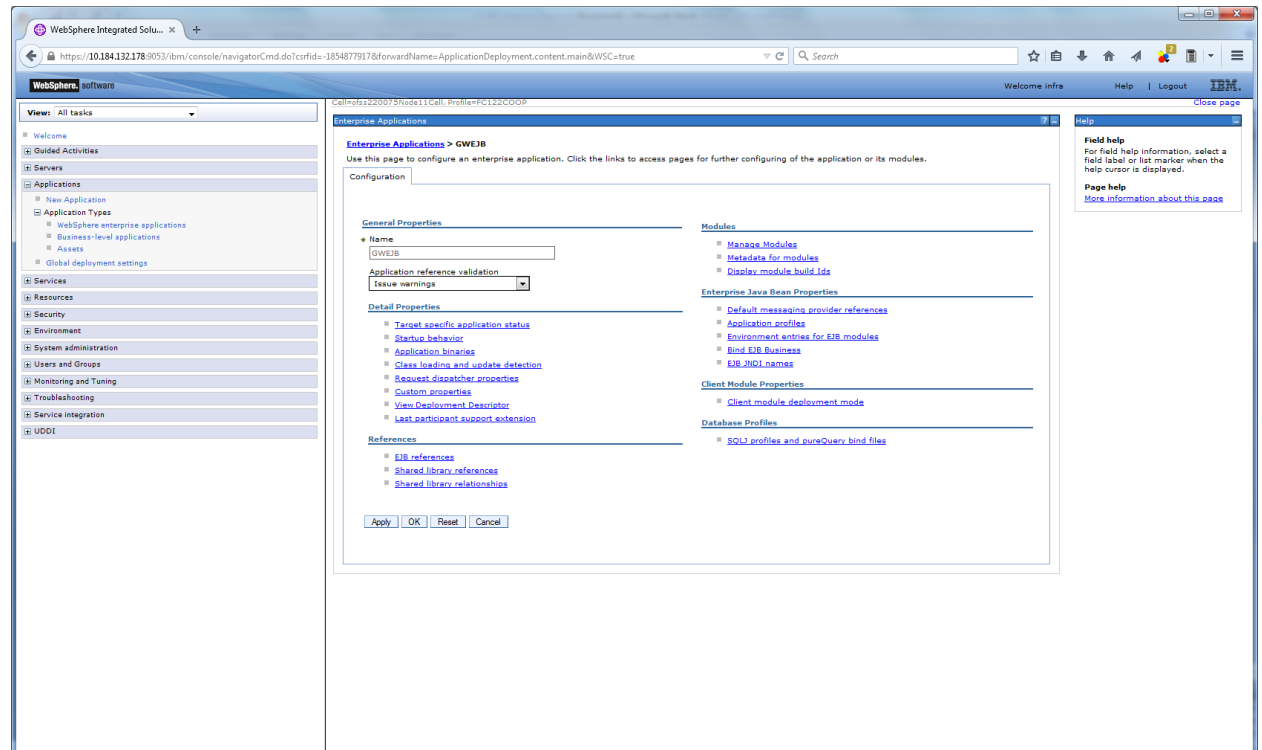 WebSphere Integrated Solu... × +
https://10.184.132.178:9053/ibm/console/navigatorCmd.do?csrfid=-1854877917&forwardName=ApplicationDeployment.content.main&WSC=true
Search
2
WebSphere. software
Welcome infra
Help | Logout
IBM.
View: All tasks
Welcome
Guided Activities
Servers
Applications
New Application
Application Types
WebSphere enterprise applications
Business-level applications
Assets
Global deployment settings
Services
Resources
Security
Environment
System administration
Users and Groups
Monitoring and Tuning
Troubleshooting
Service integration
UDDI
Cell=ofss220075Node11Cell, Profile=FC122COOP
Close page
Enterprise Applications
Enterprise Applications > GWEJB
Use this page to configure an enterprise application. Click the links to access pages for further configuring of the application or its modules.
Configuration
General Properties
Name
GWEJB
Application reference validation
Issue warnings
Detail Properties
Target specific application status
Startup behavior
Application binaries
Class loading and update detection
Request dispatcher properties
Custom properties
View Deployment Descriptor
Last participant support extension
References
EJB references
Shared library references
Shared library relationships
Apply OK Reset Cancel
Modules
Manage Modules
Metadata for modules
Display module build Ids
Enterprise Java Bean Properties
Default messaging provider references
Application profiles
Environment entries for EJB modules
Bind EJB Business
EJB JNDI names
Client Module Properties
Client module deployment mode
Database Profiles
SQLJ profiles and pureQuery bind files
Help
Field help
For field help information, select a
field label or list marker when the
help cursor is displayed.
Page help
More information about this page